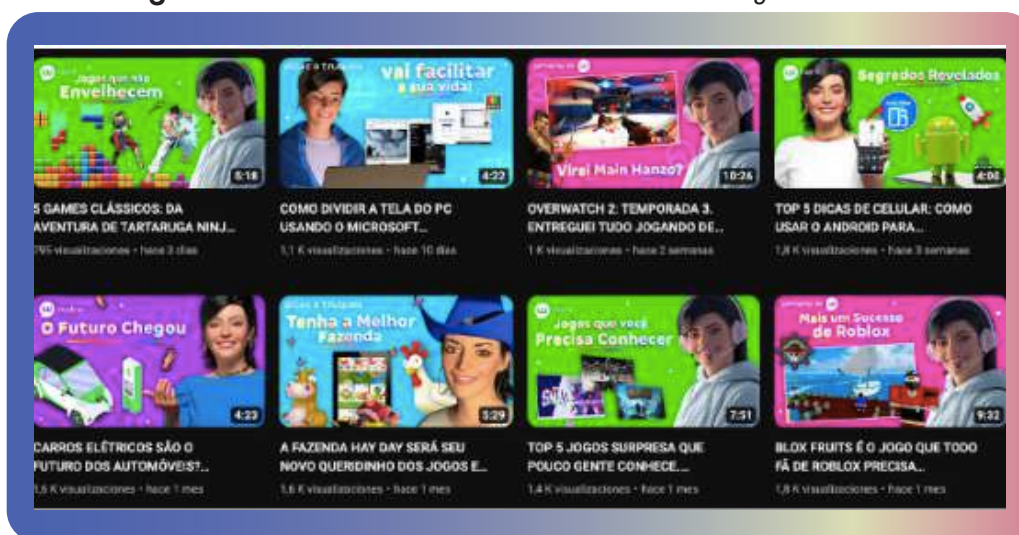 Jogos que não
Envelhecem
5:18
5 GAMES CLÁSSICOS: DA
AVENTURA DE TARTARUGA NINJ...
795 visualizaciones • hace 3 días
vai facilitar
a sua vida!
4:22
COMO DIVIDIR A TELA DO PC
USANDO O MICROSOFT...
1,1 K visualizaciones • hace 10 días
Virei Main Hanzo?
10:26
OVERWATCH 2: TEMPORADA 3.
ENTREGUEI TUDO JOGANDO DE...
1 K visualizaciones • hace 2 semanas
Segredos Revelados
4:08
TOP 5 DICAS DE CELULAR: COMO
USAR O ANDROID PARA...
1,8 K visualizaciones • hace 3 semanas
O Futuro Chegou
4:23
CARROS ELÉTRICOS SÃO O
FUTURO DOS AUTOMÓVEIS?...
1,6 K visualizaciones • hace 1 mes
Tenha a Melhor
Fazenda
5:29
A FAZENDA HAY DAY SERÁ SEU
NOVO QUERIDINHO DOS JOGOS E...
1,6 K visualizaciones • hace 1 mes
Jogos que você
Precisa Conhecer
7:51
TOP 5 JOGOS SURPRESA QUE
POUCO GENTE CONHECE....
1,4 K visualizaciones • hace 1 mes
Mais um Sucesso
de Roblox
9:32
BLOX FRUITS É O JOGO QUE TODO
FÃ DE ROBLOX PRECISA...
1,8 K visualizaciones • hace 1 mes